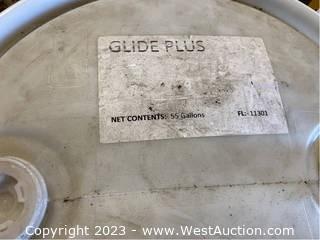 GLIDE PLUS
NET CONTENTS: 55 Gallons FL: 11301
Copyright 2023 - www.WestAuction.com